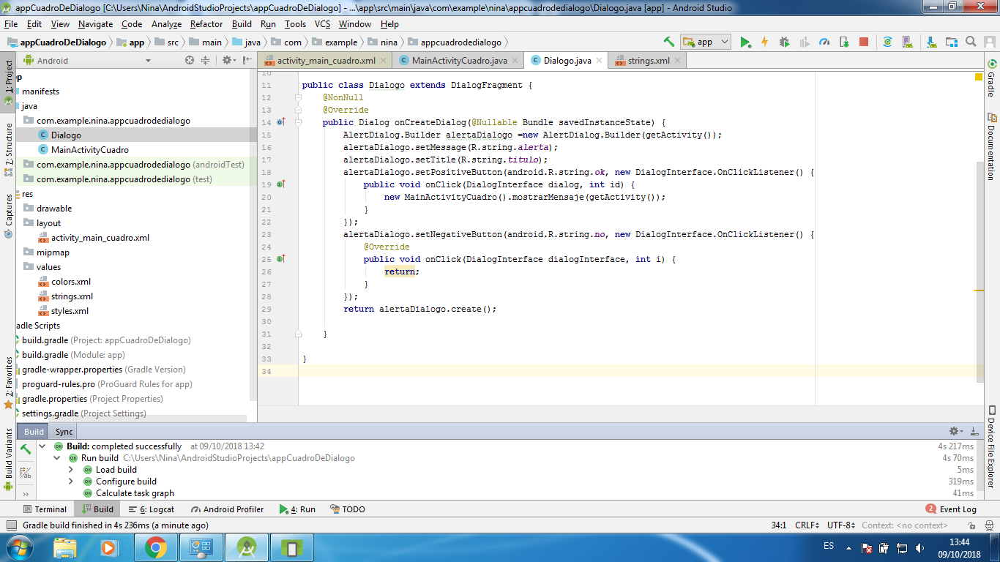 appCuadroDeDialogo [C:\Users\Nina\AndroidStudioProjects\appCuadroDeDialogo] - ...\app\src\main\java\com\example\nina\appcuadrodedialogo\Dialogo.java [app] - Android Studio
File Edit View Navigate Code Analyze Refactor Build Run Tools VCS Window Help
appCuadroDeDialogo app src main java com example nina appcuadrodedialogo app
Android activity_main_cuadro.xml MainActivityCuadro.java Dialogo.java strings.xml
1: Project
7: Structure
Captures
2: Favorites
Build Variants
pp
manifests
java
com.example.nina.appcuadrodedialogo
Dialogo
MainActivityCuadro
com.example.nina.appcuadrodedialogo (androidTest)
com.example.nina.appcuadrodedialogo (test)
res
drawable
layout
activity_main_cuadro.xml
mipmap
values
colors.xml
strings.xml
styles.xml
adle Scripts
build.gradle (Project: appCuadroDeDialogo)
build.gradle (Module: app)
gradle-wrapper.properties (Gradle Version)
proguard-rules.pro (ProGuard Rules for app)
gradle.properties (Project Properties)
settings.gradle (Project Settings)
10
11 public class Dialogo extends DialogFragment {
12 @NonNull
13 @Override
14 public Dialog onCreateDialog(@Nullable Bundle savedInstanceState) {
15 AlertDialog.Builder alertaDialogo =new AlertDialog.Builder(getActivity());
16 alertaDialogo.setMessage(R.string.alerta);
17 alertaDialogo.setTitle(R.string.titulo);
18 alertaDialogo.setPositiveButton(android.R.string.ok, new DialogInterface.OnClickListener() {
19 public void onClick(DialogInterface dialog, int id) {
20 new MainActivityCuadro().mostrarMensaje(getActivity());
21 }
22 });
23 alertaDialogo.setNegativeButton(android.R.string.no, new DialogInterface.OnClickListener() {
24 @Override
25 public void onClick(DialogInterface dialogInterface, int i) {
26 return;
27 }
28 });
29 return alertaDialogo.create();
30
31 }
32
33 }
34
Gradle
Documentation
Device File Explorer
Build Sync
Build: completed successfully at 09/10/2018 13:42 4s 217ms
Run build C:\Users\Nina\AndroidStudioProjects\appCuadroDeDialogo 4s 70ms
Load build 5ms
Configure build 319ms
Calculate task graph 41ms
Terminal Build 6: Logcat Android Profiler 4: Run TODO 2 Event Log
Gradle build finished in 4s 236ms (a minute ago) 34:1 CRLF UTF-8 Context: <no context>
ES 13:44
09/10/2018